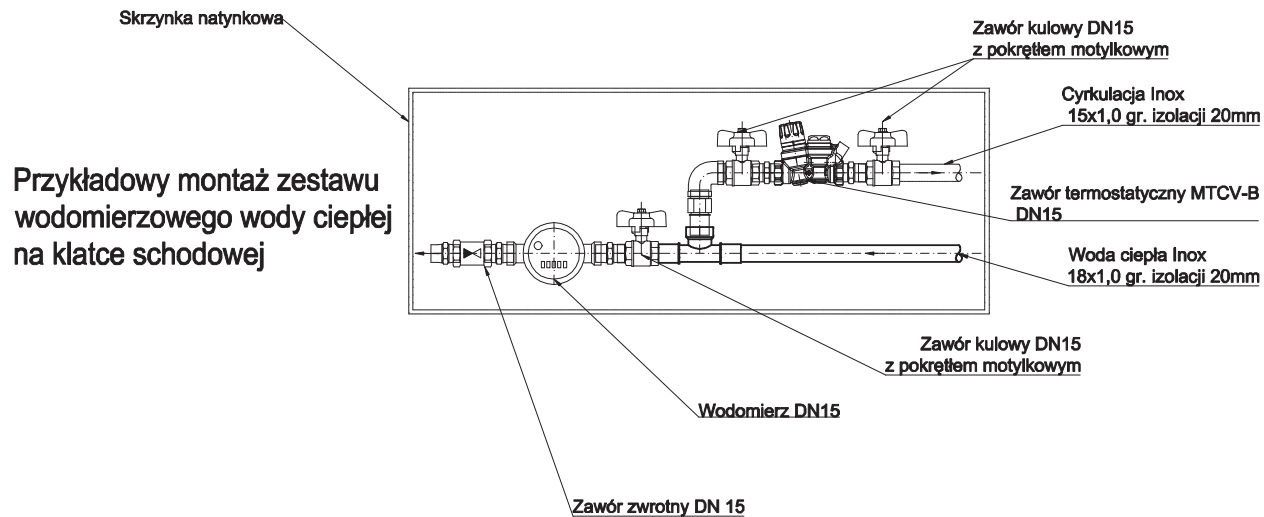 Skrzynka natynkowa
Zawór kulowy DN15
z pokrętłem motylkowym
Cyrkulacja Inox
15x1,0 gr. izolacji 20mm
Przykładowy montaż zestawu
wodomierzowego wody ciepłej
na klatce schodowej
Zawór termostatyczny MTCV-B
DN15
Woda ciepła Inox
18x1,0 gr. izolacji 20mm
Zawór kulowy DN15
z pokrętłem motylkowym
Wodomierz DN15
Zawór zwrotny DN 15